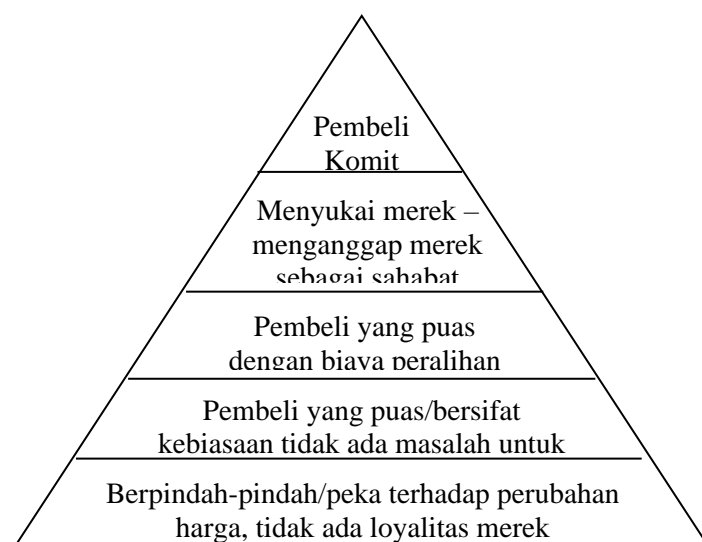 Pembeli
Komit
Menyukai merek –
menganggap merek
sebagai sahabat
Pembeli yang puas
dengan biaya peralihan
Pembeli yang puas/bersifat
kebiasaan tidak ada masalah untuk
Berpindah-pindah/peka terhadap perubahan
harga, tidak ada loyalitas merek